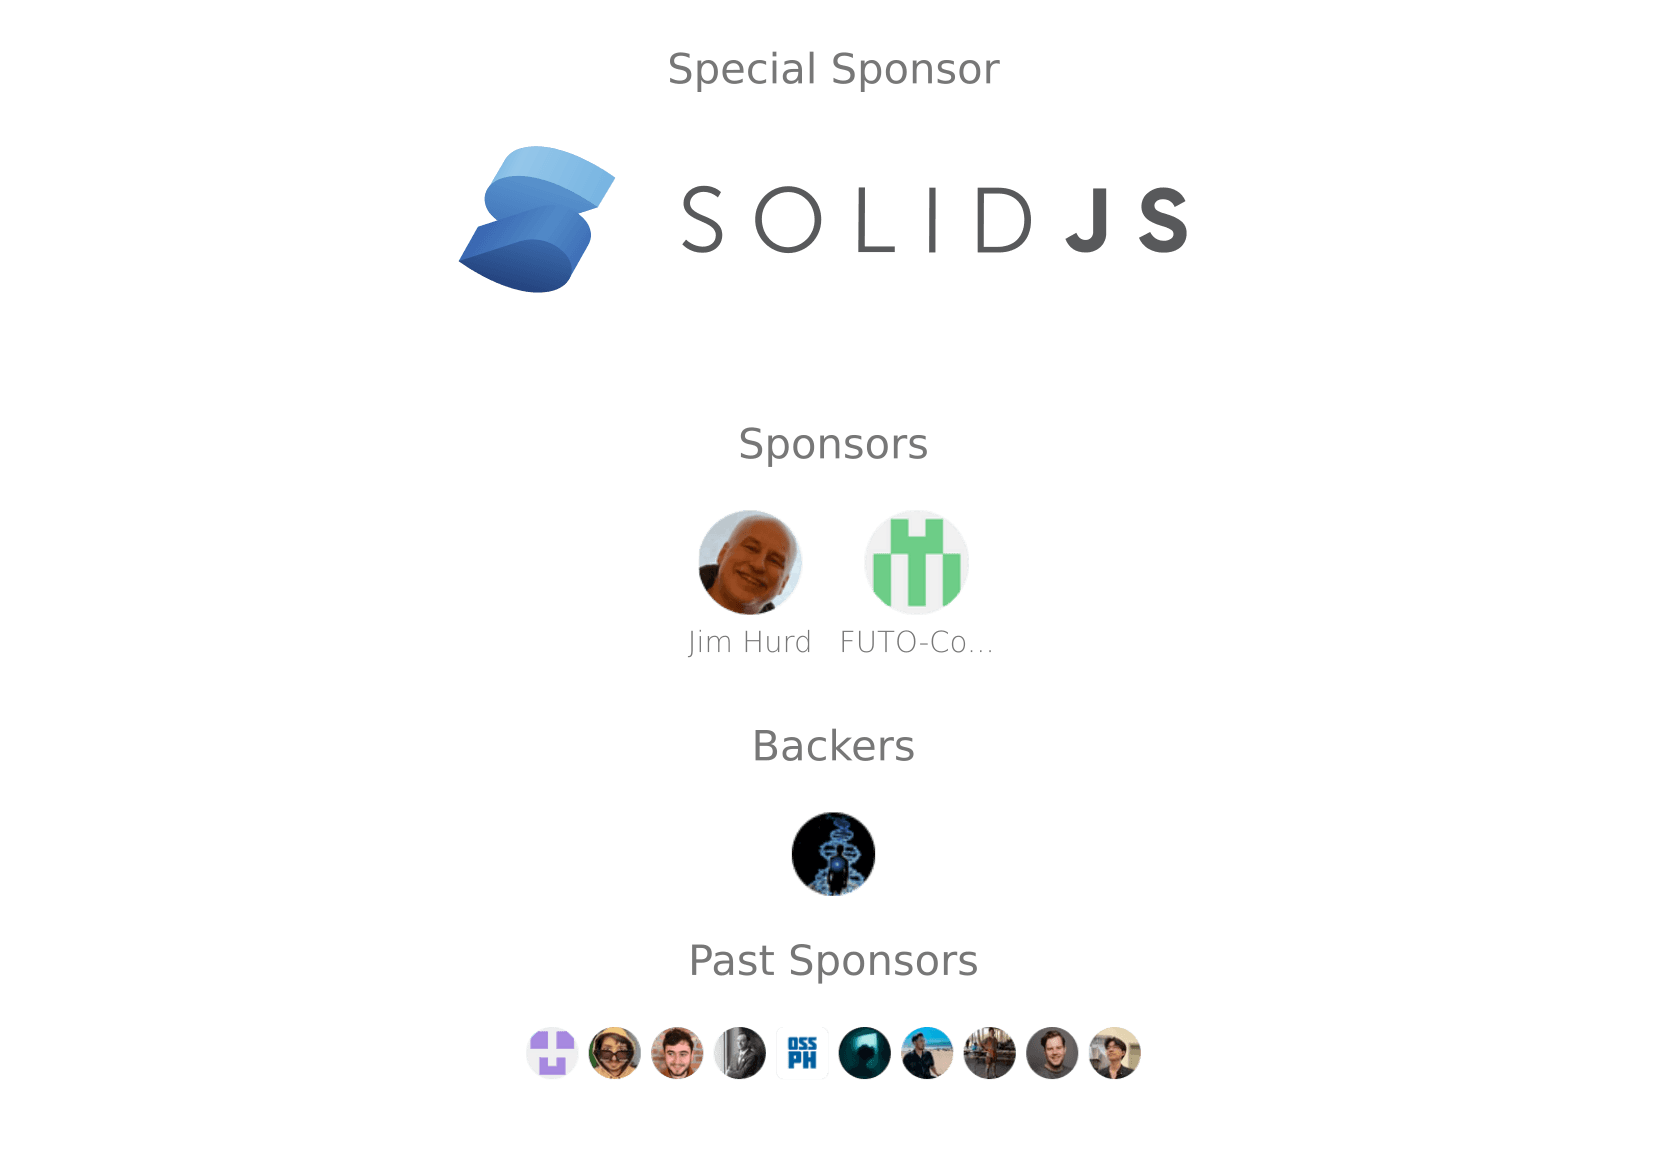 Special Sponsor
SOLIDJS
Sponsors
Jim Hurd
FUTO-Co...
Backers
Past Sponsors
OSS
PH